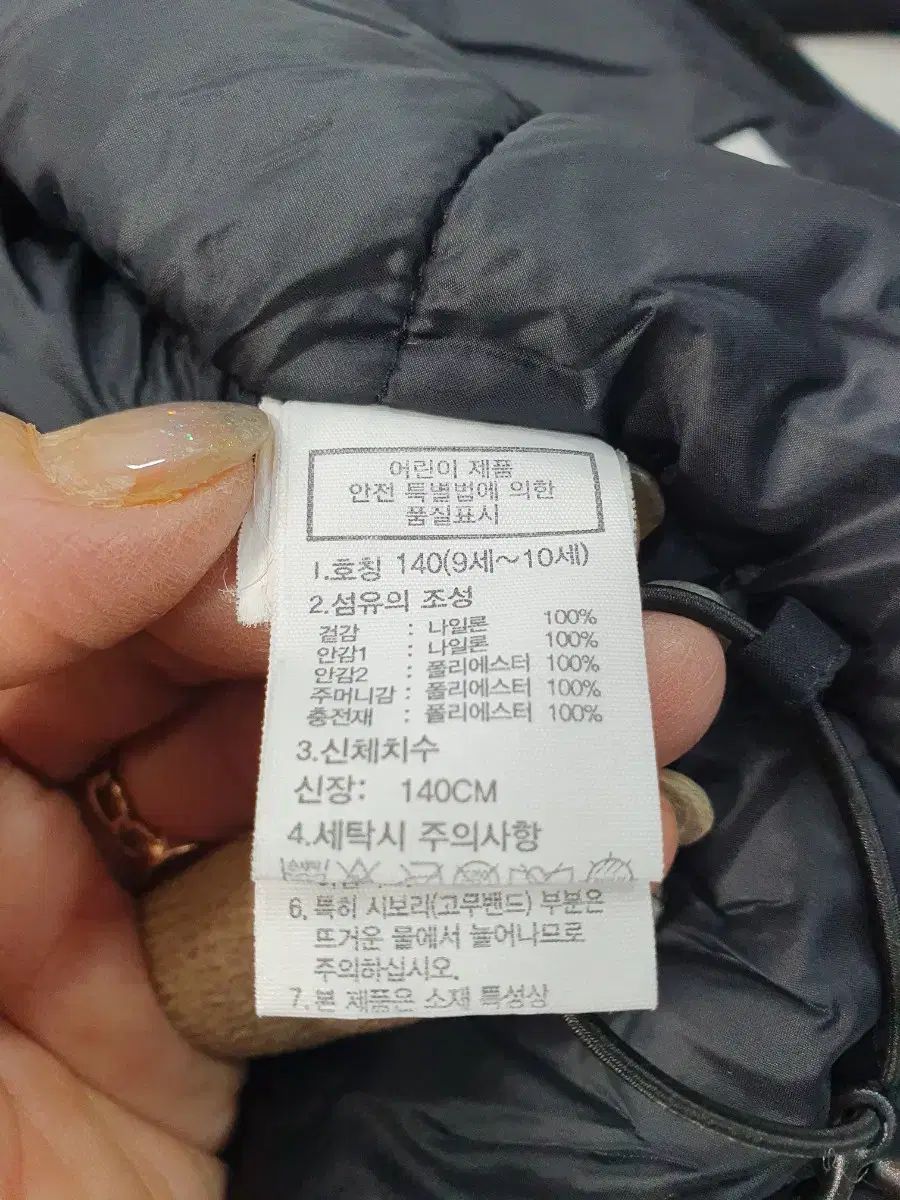 어린이 제품
안전 특별법에 의한
품실표시
1.호칭 140(9세~10세)
2.섬유의 조성
겉감 : 나일론 100%
안감1 : 나일론 100%
안감2 : 폴리에스터 100%
주머니감 : 폴리에스터 100%
충전재 : 폴리에스터 100%
3.신체치수
신장: 140CM
4.세탁시 주의사항
6. 특히 시보리(고무밴드) 부분은
뜨거운 물에서 늘어나므로
주의하십시오.
7. 본 제품은 소재 특성상